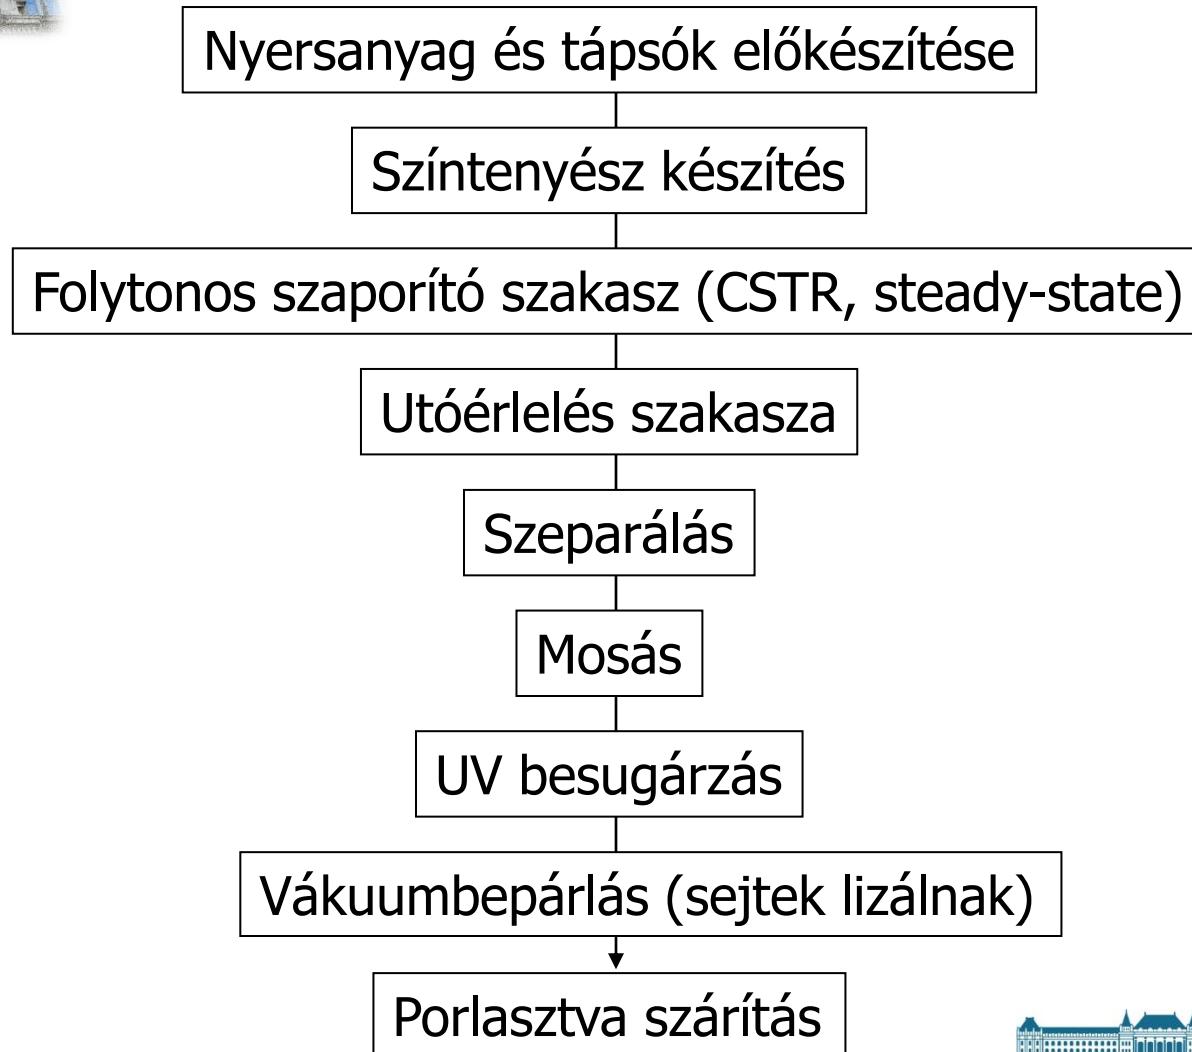 Nyersanyag és tápsók előkészítése
Színtenyész készítés
Folytonos szaporító szakasz (CSTR, steady-state)
Utóérlelés szakasza
Szeparálás
Mosás
UV besugárzás
Vákuumbepárlás (sejtek lizálnak)
Porlasztva szárítás